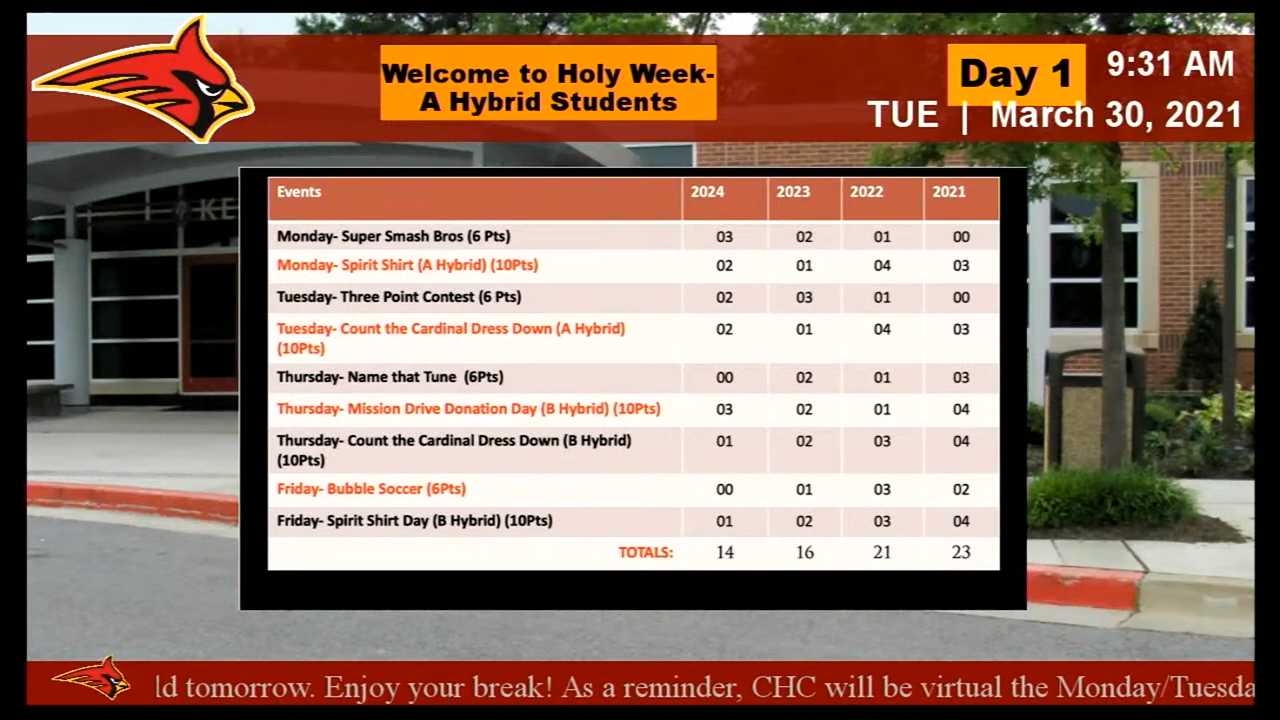 Welcome to Holy Week-
A Hybrid Students
Day 1
9:31 AM
TUE | March 30, 2021
KE
Events 2024 2023 2022 2021
Monday- Super Smash Bros (6 Pts) 03 02 01 00
Monday- Spirit Shirt (A Hybrid) (10Pts) 02 01 04 03
Tuesday- Three Point Contest (6 Pts) 02 03 01 00
Tuesday- Count the Cardinal Dress Down (A Hybrid) 02 01 04 03
(10Pts)
Thursday- Name that Tune (6Pts) 00 02 01 03
Thursday- Mission Drive Donation Day (B Hybrid) (10Pts) 03 02 01 04
Thursday- Count the Cardinal Dress Down (B Hybrid) 01 02 03 04
(10Pts)
Friday- Bubble Soccer (6Pts) 00 01 03 02
Friday- Spirit Shirt Day (B Hybrid) (10Pts) 01 02 03 04
TOTALS: 14 16 21 23
ld tomorrow. Enjoy your break! As a reminder, CHC will be virtual the Monday/Tuesda